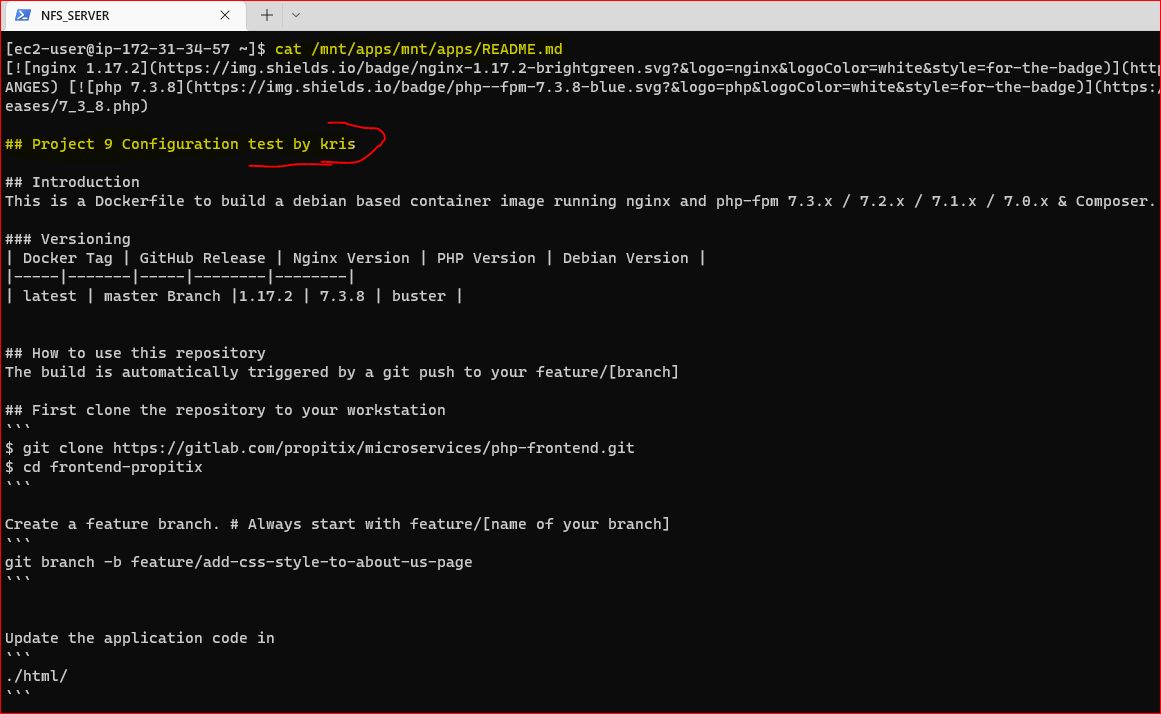 NFS_SERVER
[ec2-user@ip-172-31-34-57 ~]$ cat /mnt/apps/mnt/apps/README.md
[![nginx 1.17.2](https://img.shields.io/badge/nginx-1.17.2-brightgreen.svg?&logo=nginx&logoColor=white&style=for-the-badge)](http
ANGES) [![php 7.3.8](https://img.shields.io/badge/php--fpm-7.3.8-blue.svg?&logo=php&logoColor=white&style=for-the-badge)](https:/
eases/7_3_8.php)
## Project 9 Configuration test by kris
## Introduction
This is a Dockerfile to build a debian based container image running nginx and php-fpm 7.3.x / 7.2.x / 7.1.x / 7.0.x & Composer.
### Versioning
| Docker Tag | GitHub Release | Nginx Version | PHP Version | Debian Version |
|-----|-------|-----|--------|--------|
| latest | master Branch |1.17.2 | 7.3.8 | buster |
## How to use this repository
The build is automatically triggered by a git push to your feature/[branch]
## First clone the repository to your workstation
```
$ git clone https://gitlab.com/propitix/microservices/php-frontend.git
$ cd frontend-propitix
```
Create a feature branch. # Always start with feature/[name of your branch]
```
git branch -b feature/add-css-style-to-about-us-page
```
Update the application code in
```
./html/
```